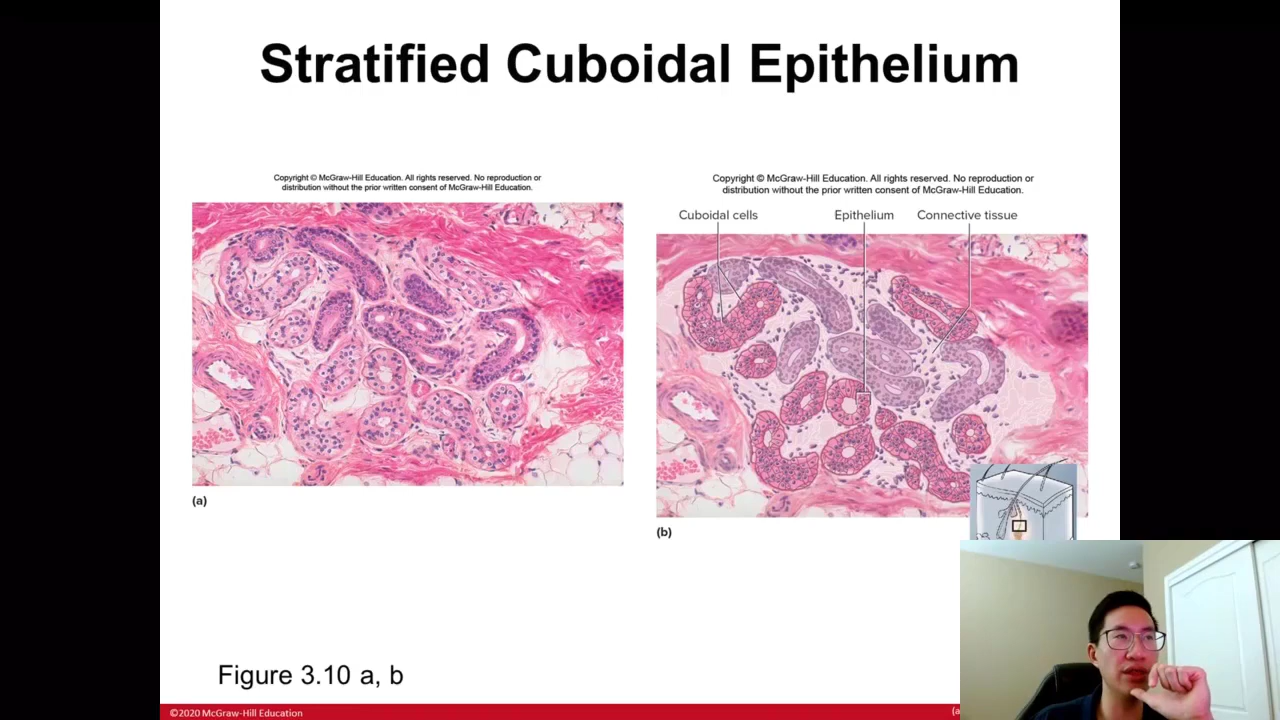 Stratified Cuboidal Epithelium
Copyright © McGraw-Hill Education. All rights reserved. No reproduction or
distribution without the prior written consent of McGraw-Hill Education.
Copyright © McGraw-Hill Education. All rights reserved. No reproduction or
distribution without the prior written consent of McGraw-Hill Education.
Cuboidal cells
Epithelium
Connective tissue
(a)
(b)
Figure 3.10 a, b
©2020 McGraw-Hill Education